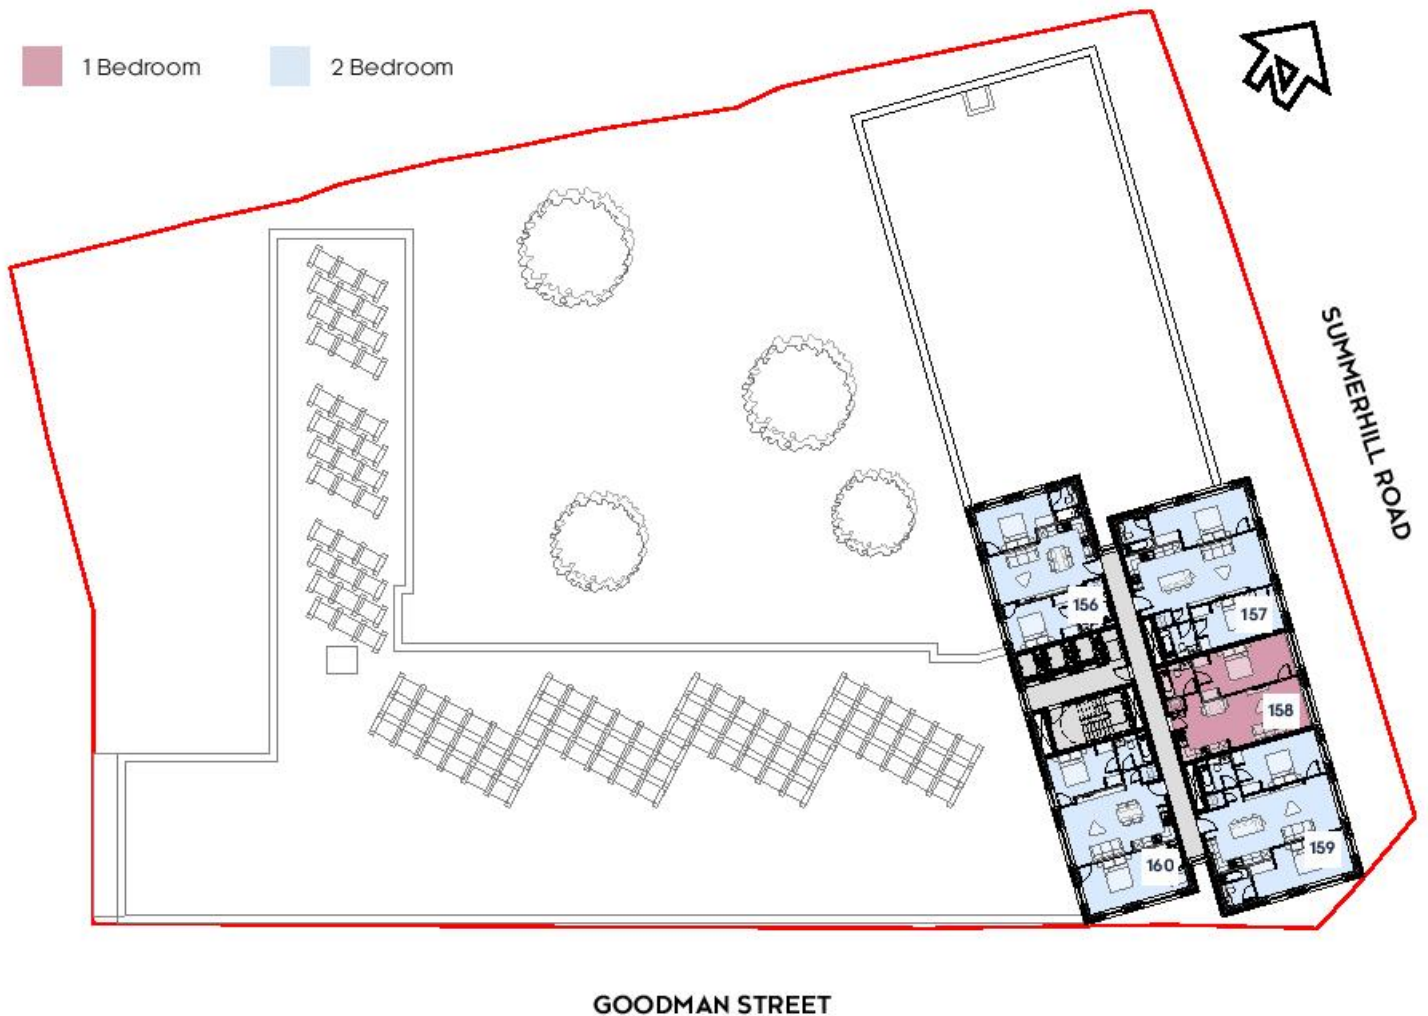 1 Bedroom
2 Bedroom
N
SUMMERHILL ROAD
156
157
158
159
160
GOODMAN STREET